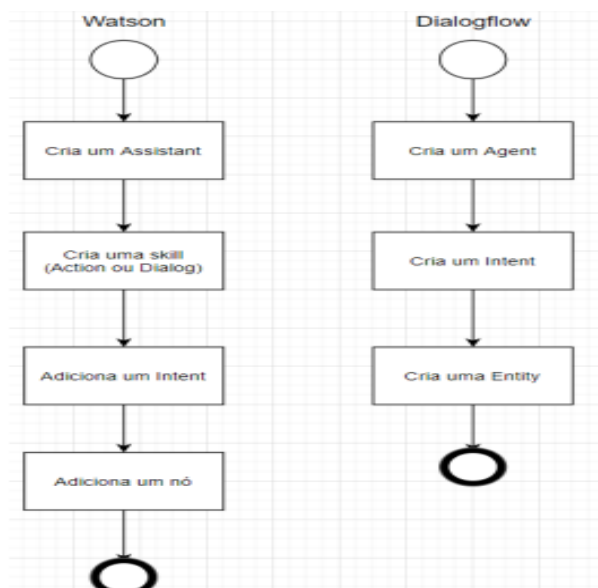 Watson
Cria um Assistant
Cria uma skill
(Action ou Dialog)
Adiciona um Intent
Adiciona um nó
Dialogflow
Cria um Agent
Cria um Intent
Cria uma Entity